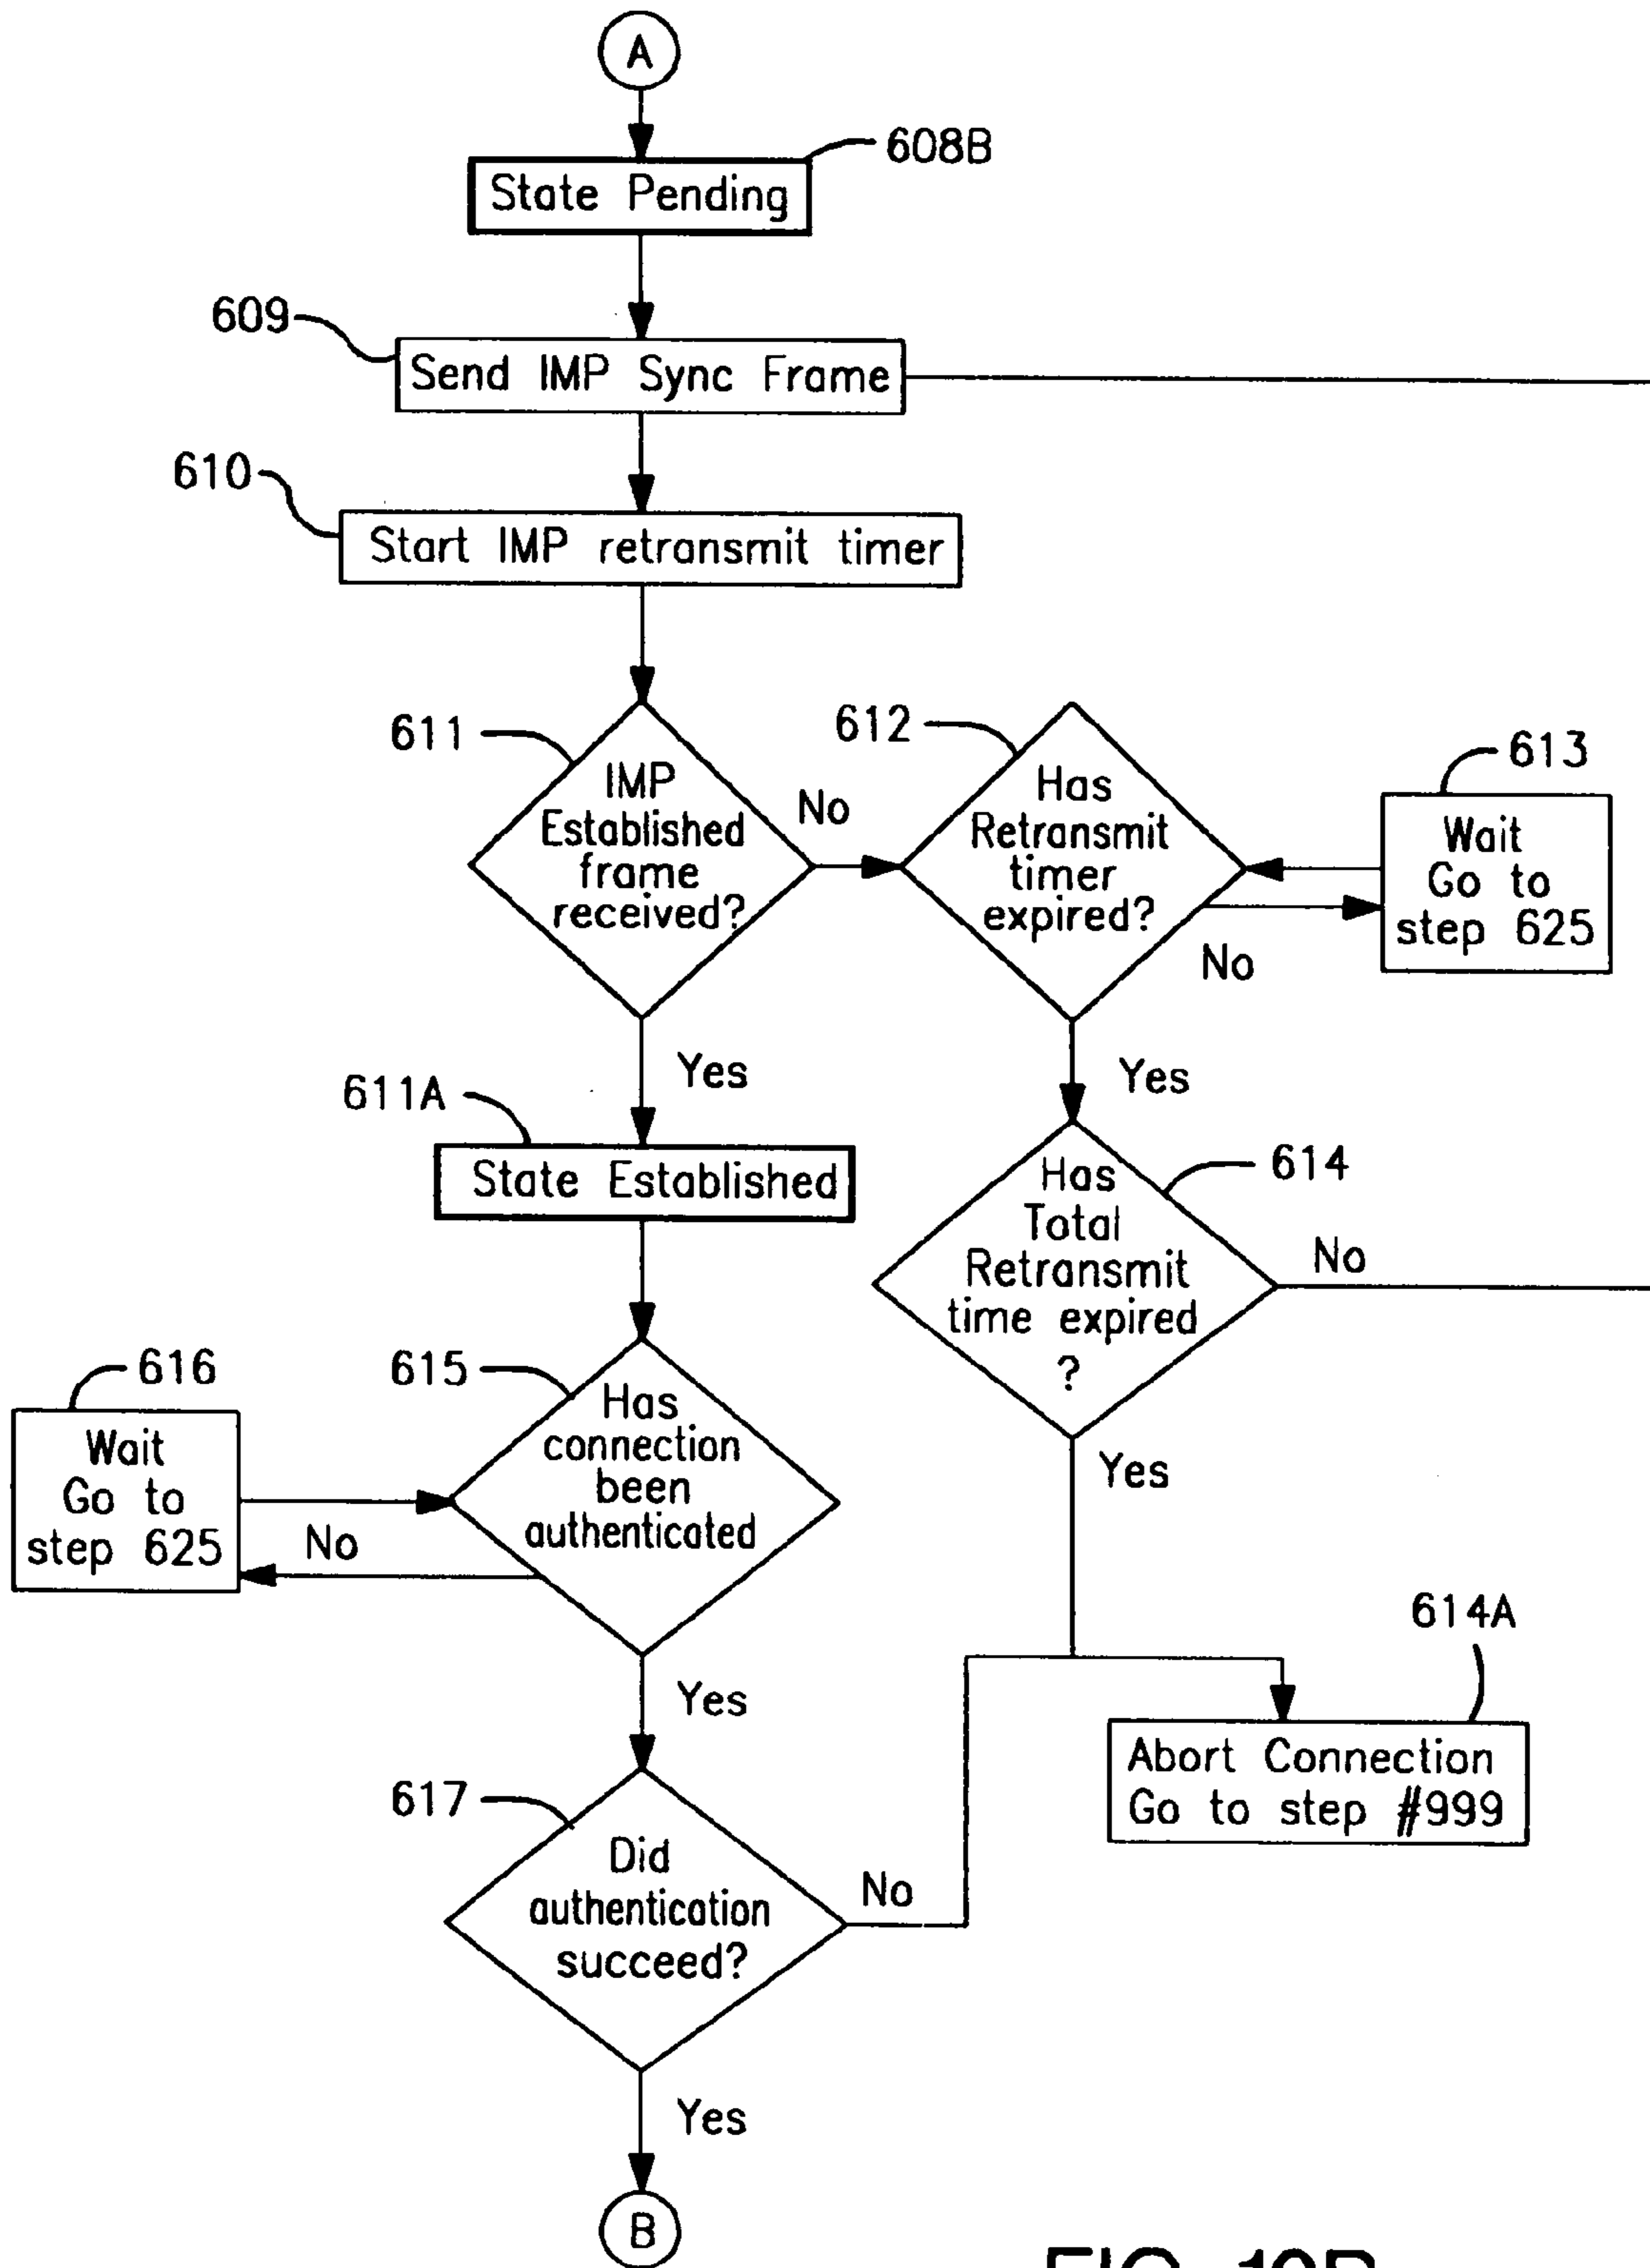 A
608B
State Pending
609
Send IMP Sync Frame
610
Start IMP retransmit timer
611
IMP
Established
frame
received?
No
612
Has
Retransmit
timer
expired?
No
613
Wait
Go to
step 625
Yes
Yes
611A
State Established
614
Has
Total
Retransmit
time expired
?
No
616
Wait
Go to
step 625
No
615
Has
connection
been
authenticated
Yes
Yes
614A
Abort Connection
Go to step #999
617
Did
authentication
succeed?
No
Yes
B